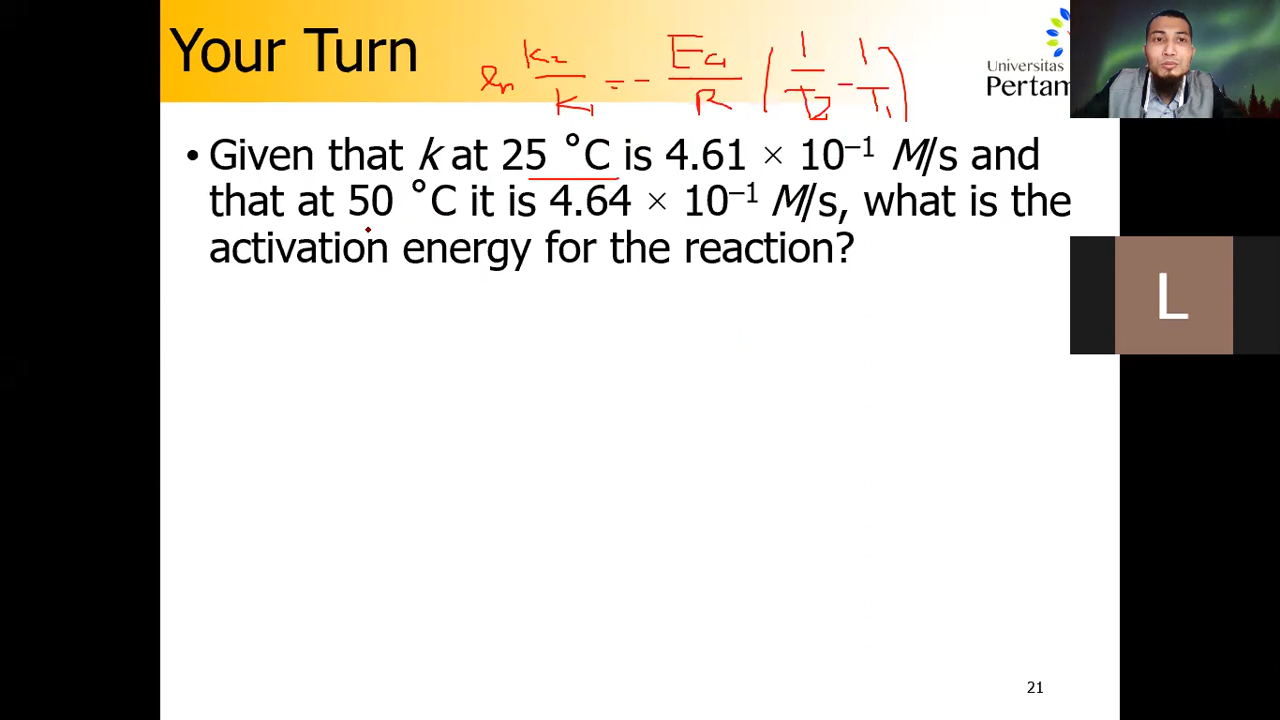 Your Turn
ln k2/k1 = - Ea/R (1/T2 - 1/T1)
Universitas
Pertam
• Given that k at 25 °C is 4.61 × 10⁻¹ M/s and
that at 50 °C it is 4.64 × 10⁻¹ M/s, what is the
activation energy for the reaction?
L
21